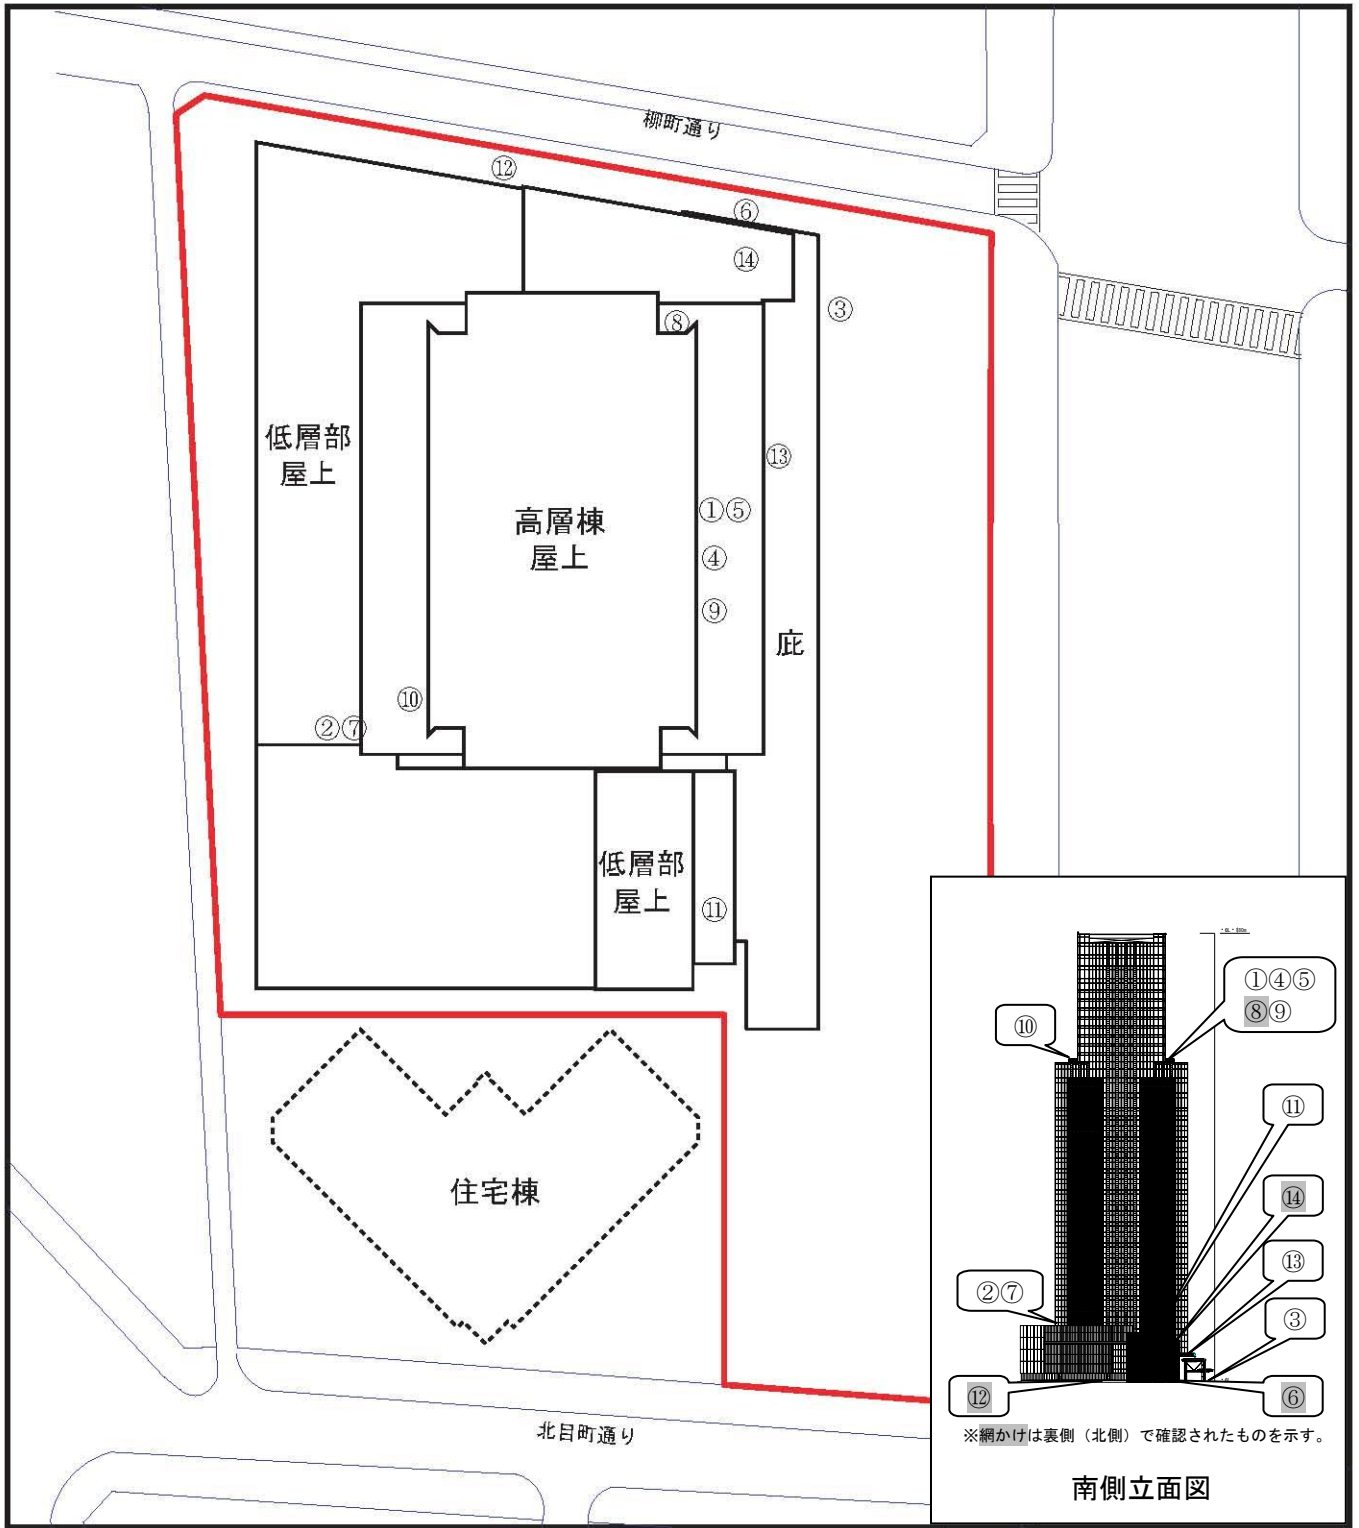 柳町通り
⑫
⑥
⑭
③
⑧
低層部
屋上
⑬
高層棟
屋上
①⑤
④
⑨
庇
⑩
②⑦
低層部
屋上
⑪
住宅棟
北目町通り
①④⑤
⑧⑨
⑩
⑪
⑭
⑬
②⑦
③
⑫
⑥
※網かけは裏側（北側）で確認されたものを示す。
南側立面図